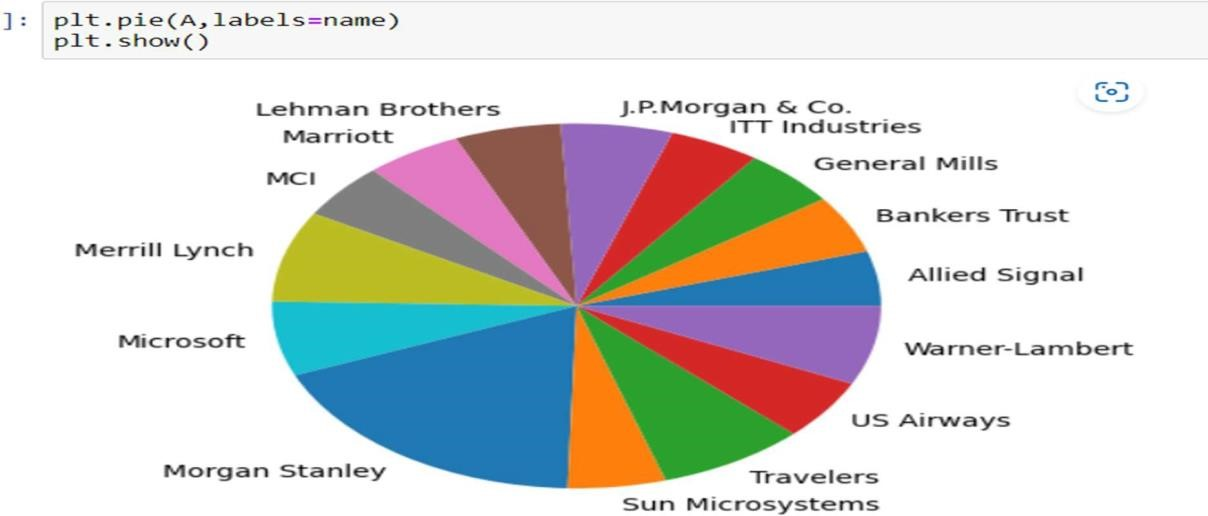 ]: plt.pie(A,labels=name)
plt.show()
Lehman Brothers
J.P.Morgan & Co.
ITT Industries
Marriott
General Mills
MCI
Bankers Trust
Merrill Lynch
Allied Signal
Microsoft
Warner-Lambert
US Airways
Morgan Stanley
Travelers
Sun Microsystems